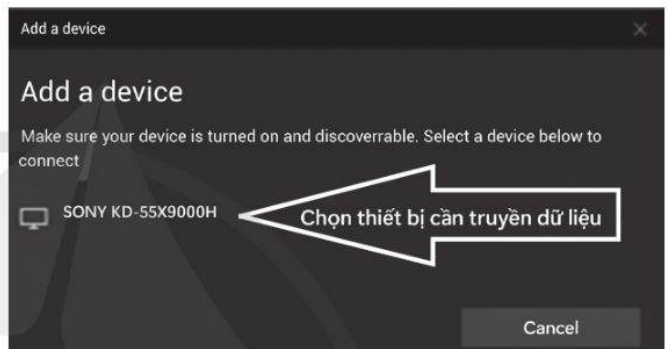 Add a device
Add a device
Make sure your device is turned on and discoverrable. Select a device below to
connect
SONY KD-55X9000H
Chọn thiết bị cần truyền dữ liệu
Cancel